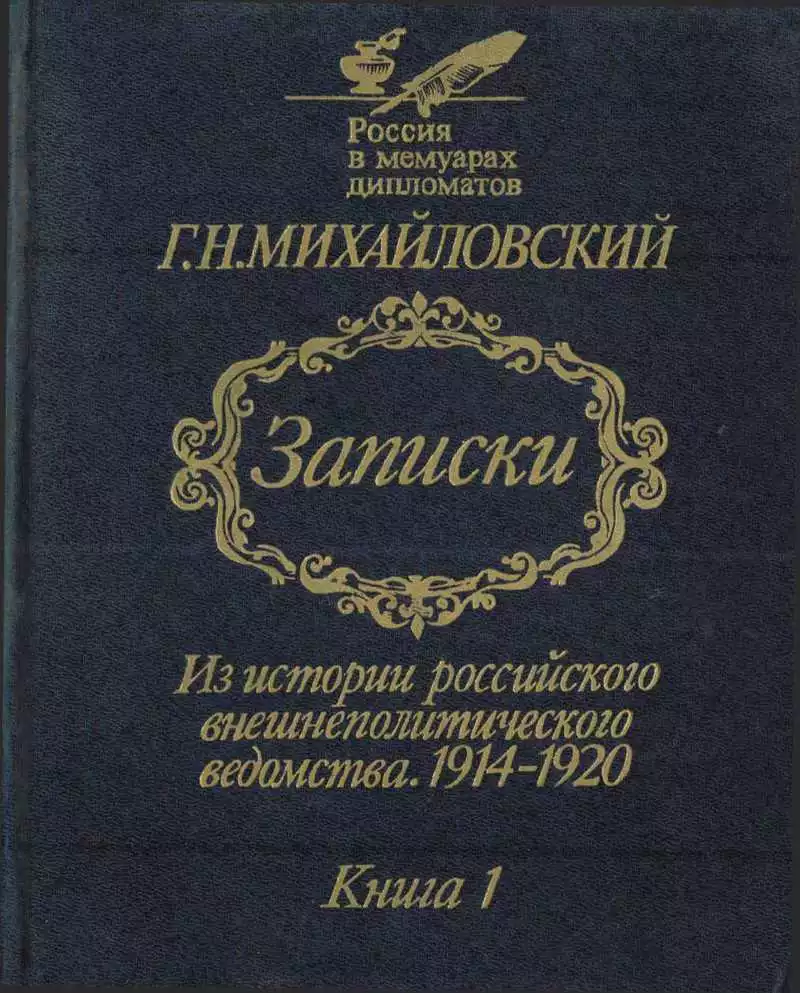 Россия
в мемуарах
дипломатов
Г.Н.МИХАЙЛОВСКИЙ
Записки
Из истории российского
внешнеполитического
ведомства. 1914–1920
Книга 1